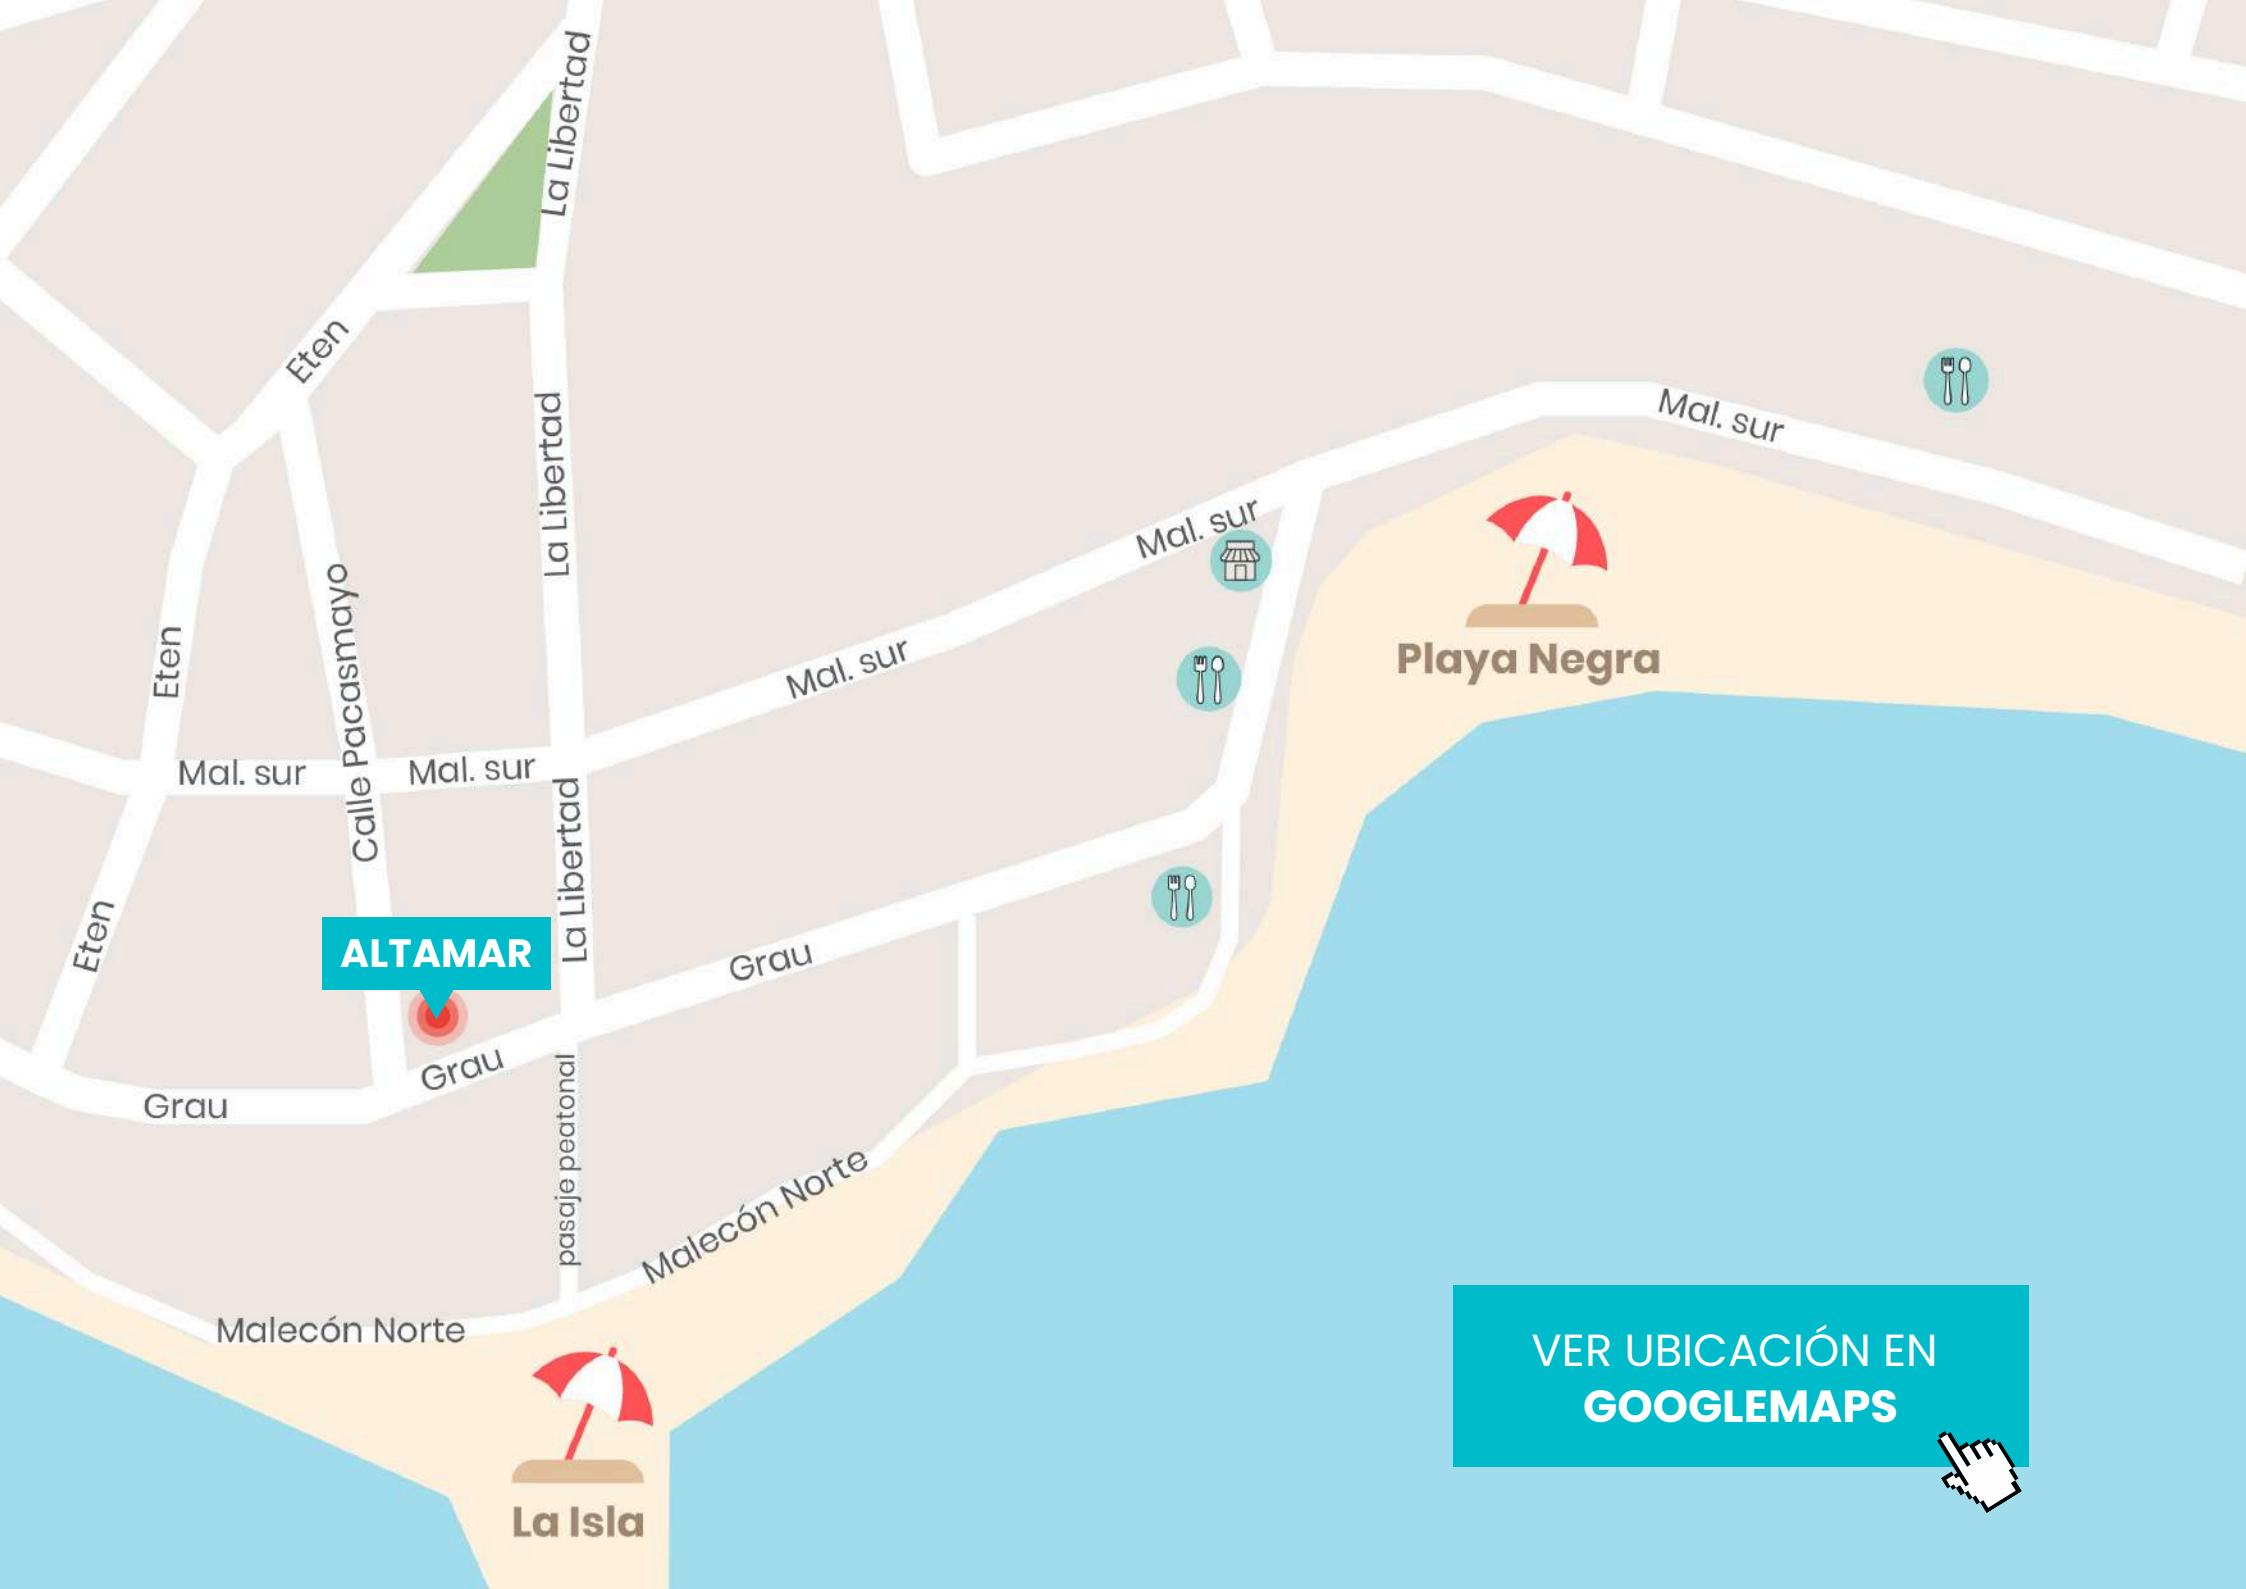 La Libertad
Eten
La Libertad
Mal. sur
Mal. sur
Eten
Calle Pacasmayo
Mal. sur
Playa Negra
Mal. sur
Mal. sur
La Libertad
Eten
ALTAMAR
Grau
Grau
Grau
pasaje peatonal
Malecón Norte
Malecón Norte
La Isla
VER UBICACIÓN EN
GOOGLEMAPS